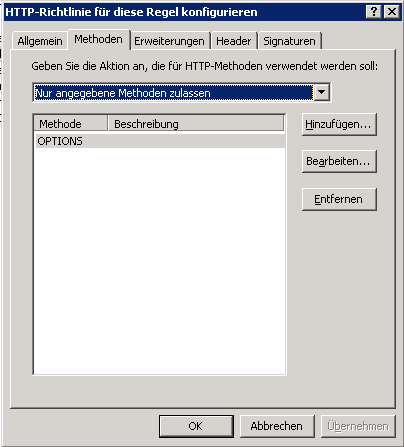 HTTP-Richtlinie für diese Regel konfigurieren
Allgemein Methoden Erweiterungen Header Signaturen
Geben Sie die Aktion an, die für HTTP-Methoden verwendet werden soll:
Nur angegebene Methoden zulassen
Methode Beschreibung
OPTIONS
Hinzufügen...
Bearbeiten...
Entfernen
OK Abbrechen Übernehmen